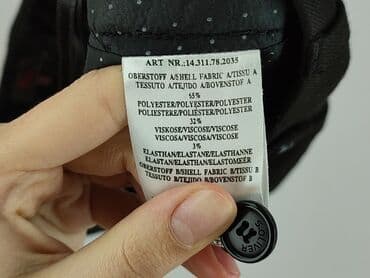 ART NR.:14.311.78.2035
OBERSTOFF A/SHELL FABRIC A/TISSU A
TESSUTO A/TEJIDO A/BOVENSTOF A
65%
POLYESTER/POLYESTER/POLYESTER
POLIESTERE/POLIÉSTER/POLYESTER
32%
VISKOSE/VISCOSE/VISCOSE
VISCOSA/VISCOSA/VISCOSE
3%
ELASTHAN/ELASTANE/ELASTHANNE
ELASTAN/ELASTHAN/ELASTOMEER
OBERSTOFF B/SHELL FABRIC B/TISSU B
TESSUTO B/TEJIDO B/BOVENSTOF B
S.OLIVER